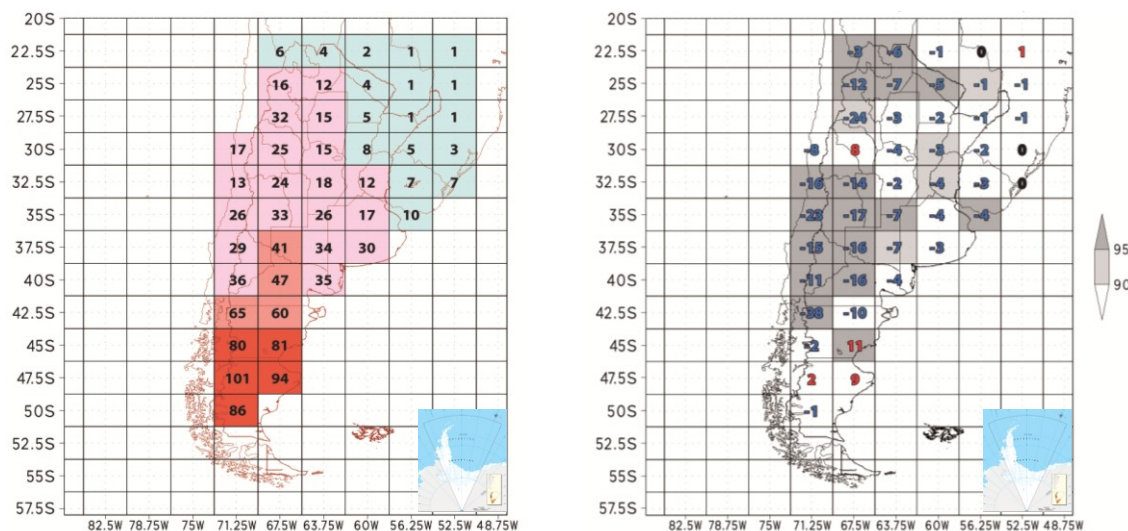 20S
22.5S 6 4 2 1 1
25S 16 12 4 1 1
27.5S 32 15 5 1 1
30S 17 25 15 8 5 3
32.5S 13 24 18 12 7 7
35S 26 33 26 17 10
37.5S 29 41 34 30
40S 36 47 35
42.5S 65 60
45S 80 81
47.5S 101 94
50S 86
52.5S
55S
57.5S
82.5W 78.75W 75W 71.25W 67.5W 63.75W 60W 56.25W 52.5W 48.75W
20S
22.5S -3 -6 -1 0 1
25S -12 -7 -5 -1 -1
27.5S -24 -3 -2 -1 -1
30S -8 8 -4 -3 -2 0
32.5S -16 -14 -2 -4 -3 0
35S -23 -17 -7 -4 -4
37.5S -15 -16 -7 -3
40S -11 -16 -4
42.5S -38 -10
45S -2 11
47.5S 2 9
50S -1
52.5S
55S
57.5S
82.5W 78.75W 75W 71.25W 67.5W 63.75W 60W 56.25W 52.5W 48.75W
95
90